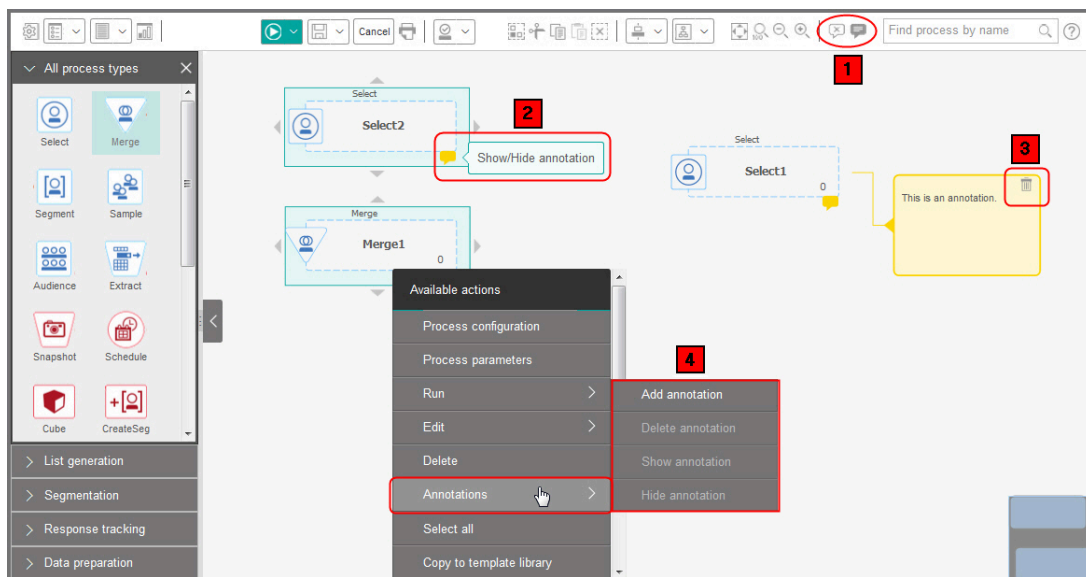 Cancel
100
Find process by name
1
All process types
Select
Merge
Segment
Sample
Audience
Extract
Snapshot
Schedule
Cube
CreateSeg
List generation
Segmentation
Response tracking
Data preparation
Select
Select2
2
Show/Hide annotation
Merge
Merge1
0
Select
Select1
0
3
This is an annotation.
Available actions
Process configuration
Process parameters
Run
Edit
Delete
Annotations
Select all
Copy to template library
4
Add annotation
Delete annotation
Show annotation
Hide annotation